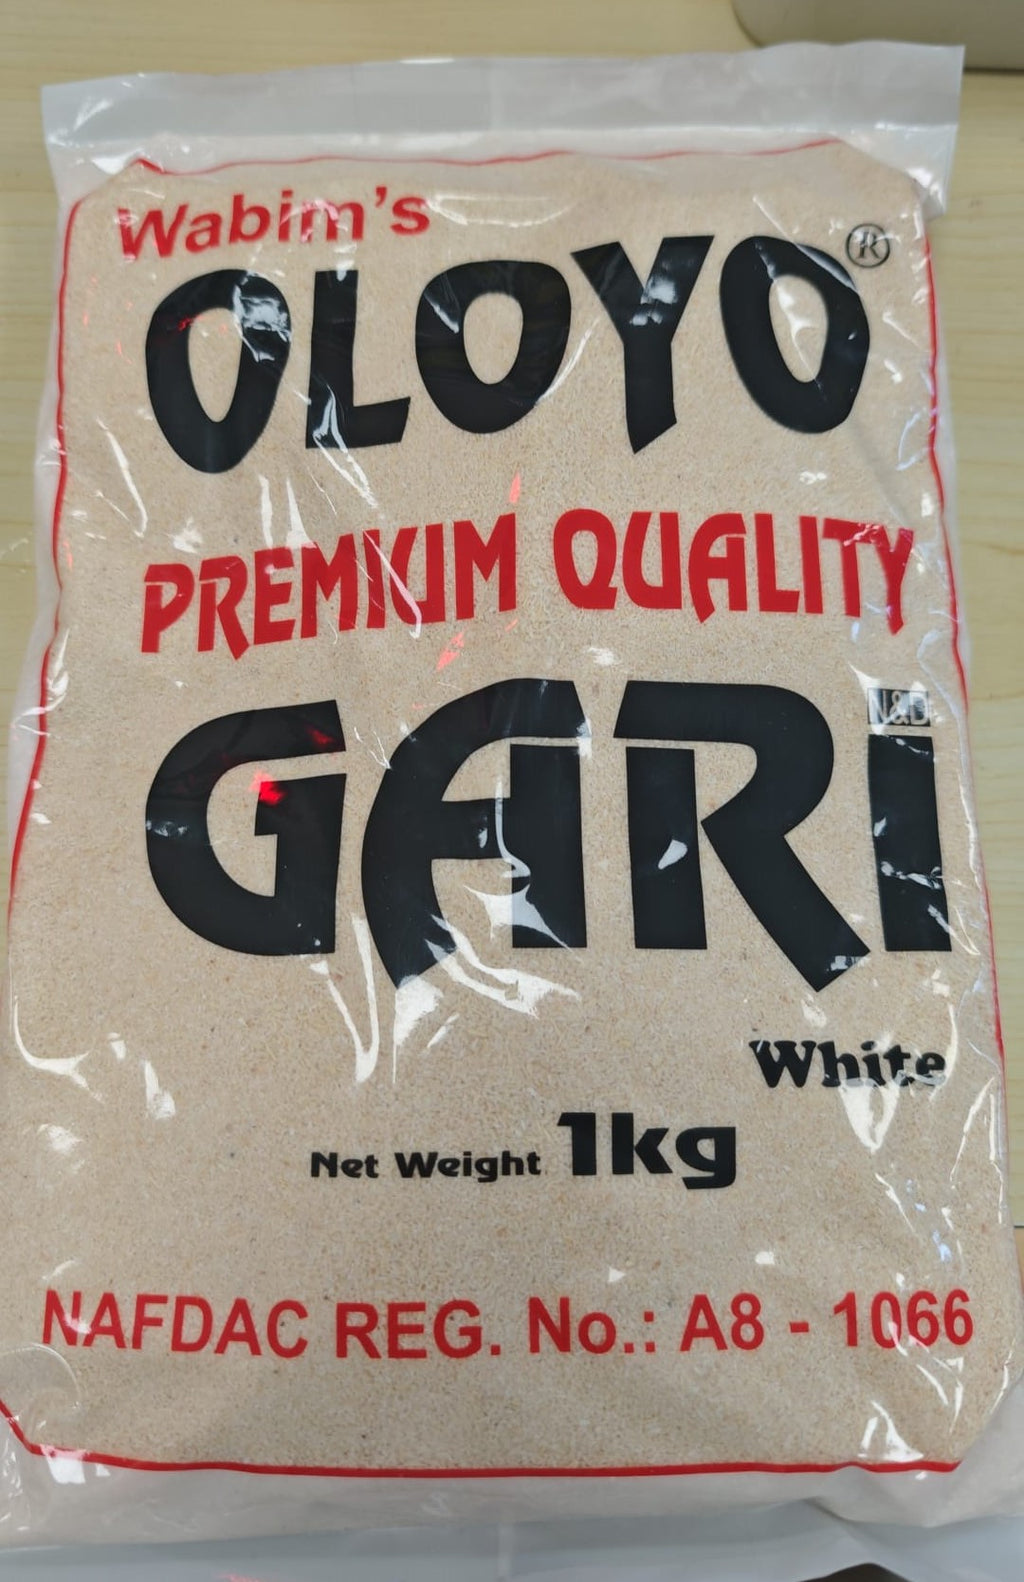 Wabim's
OLOYO®
PREMIUM QUALITY
GARi
N&D
White
Net Weight 1kg
NAFDAC REG. No.: A8 - 1066